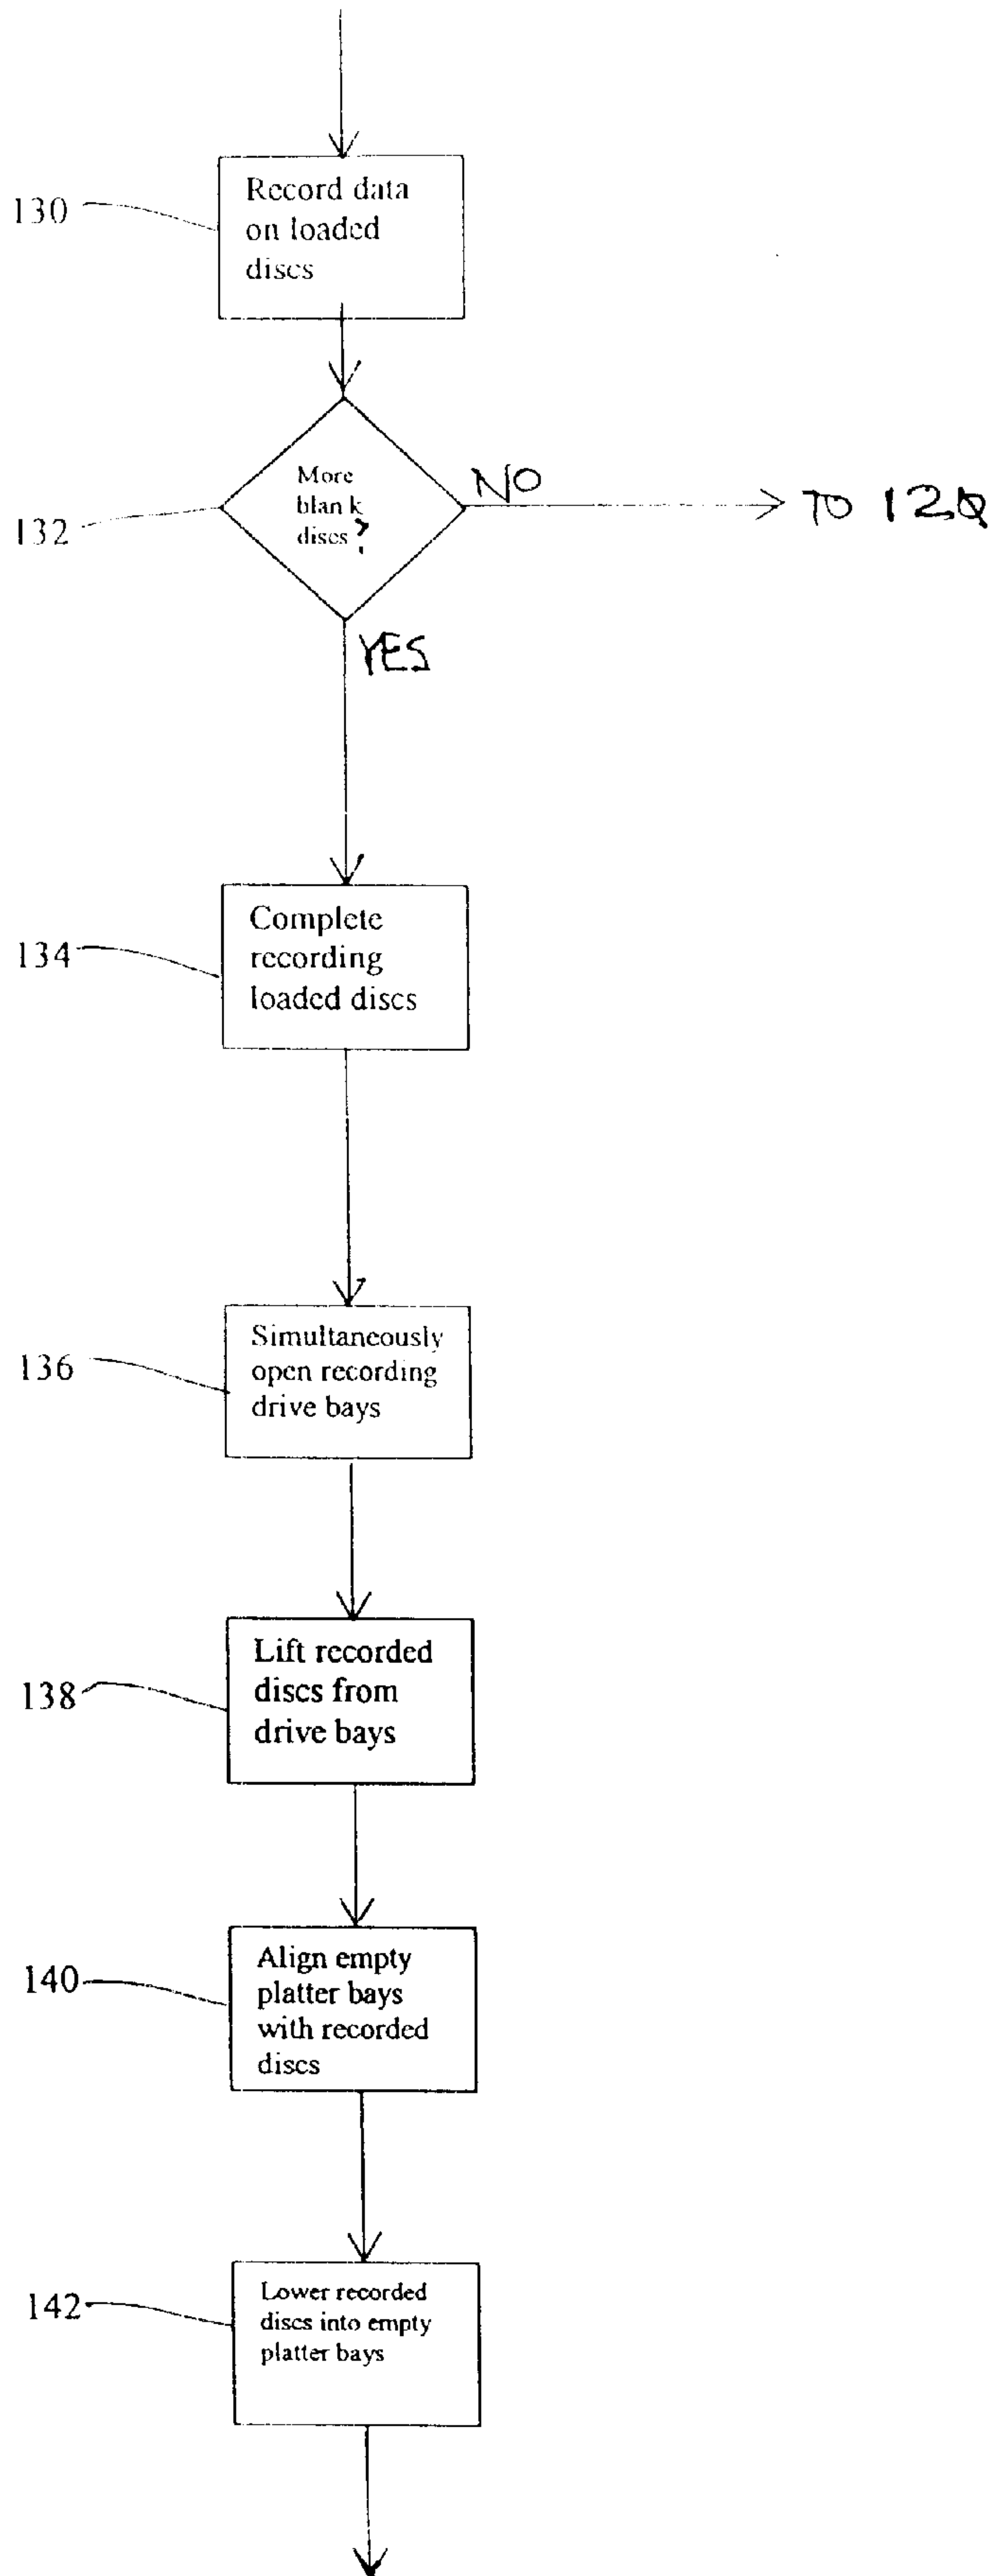 130
Record data
on loaded
discs
132
More
blank
discs?
NO
TO 120
YES
134
Complete
recording
loaded discs
136
Simultaneously
open recording
drive bays
138
Lift recorded
discs from
drive bays
140
Align empty
platter bays
with recorded
discs
142
Lower recorded
discs into empty
platter bays